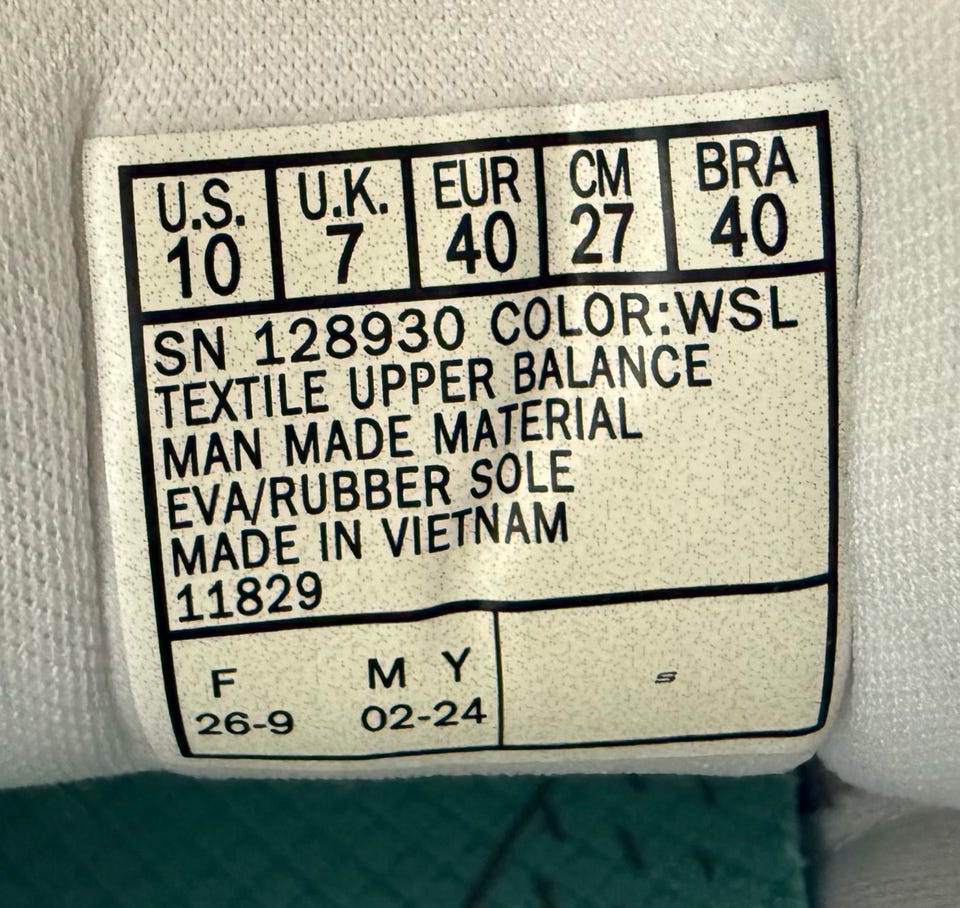 U.S. U.K. EUR CM BRA
10 7 40 27 40
SN 128930 COLOR:WSL
TEXTILE UPPER BALANCE
MAN MADE MATERIAL
EVA/RUBBER SOLE
MADE IN VIETNAM
11829
F M Y
26-9 02-24
S